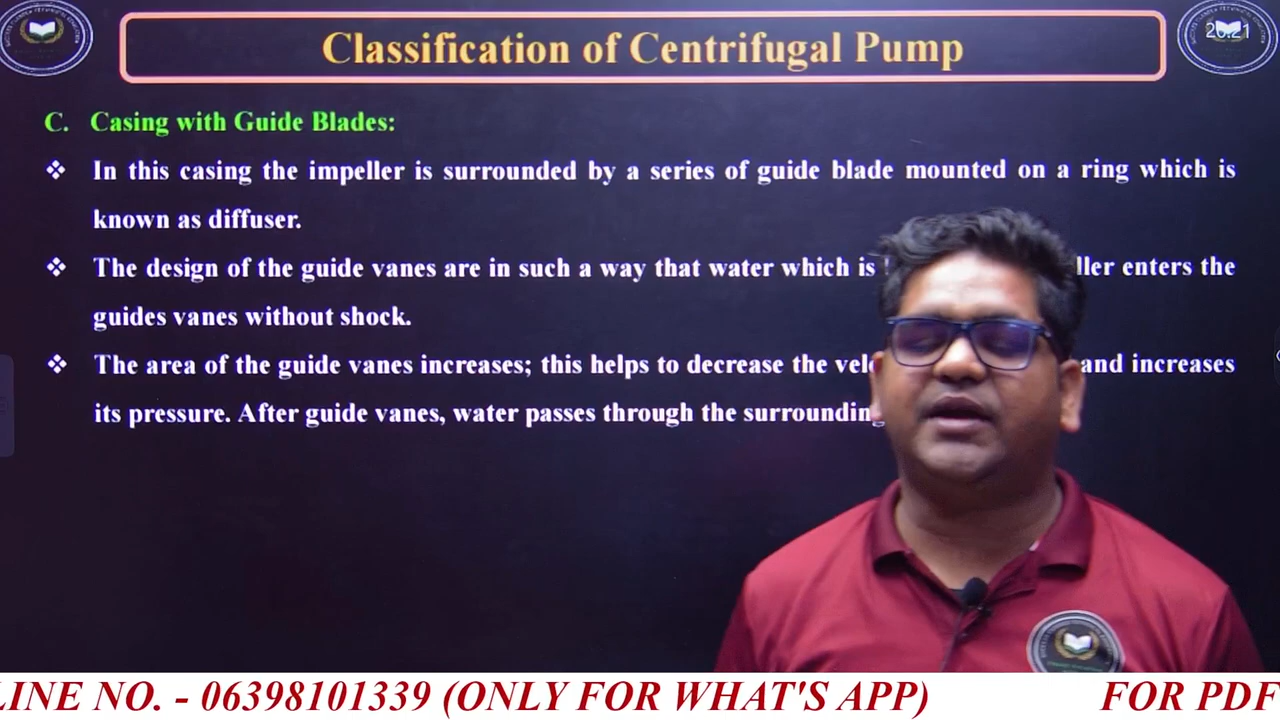 Classification of Centrifugal Pump
20:21
C. Casing with Guide Blades:
❖ In this casing the impeller is surrounded by a series of guide blade mounted on a ring which is
known as diffuser.
❖ The design of the guide vanes are in such a way that water which is ller enters the
guides vanes without shock.
❖ The area of the guide vanes increases; this helps to decrease the vel and increases
its pressure. After guide vanes, water passes through the surrounding
LINE NO. - 06398101339 (ONLY FOR WHAT'S APP) FOR PDF